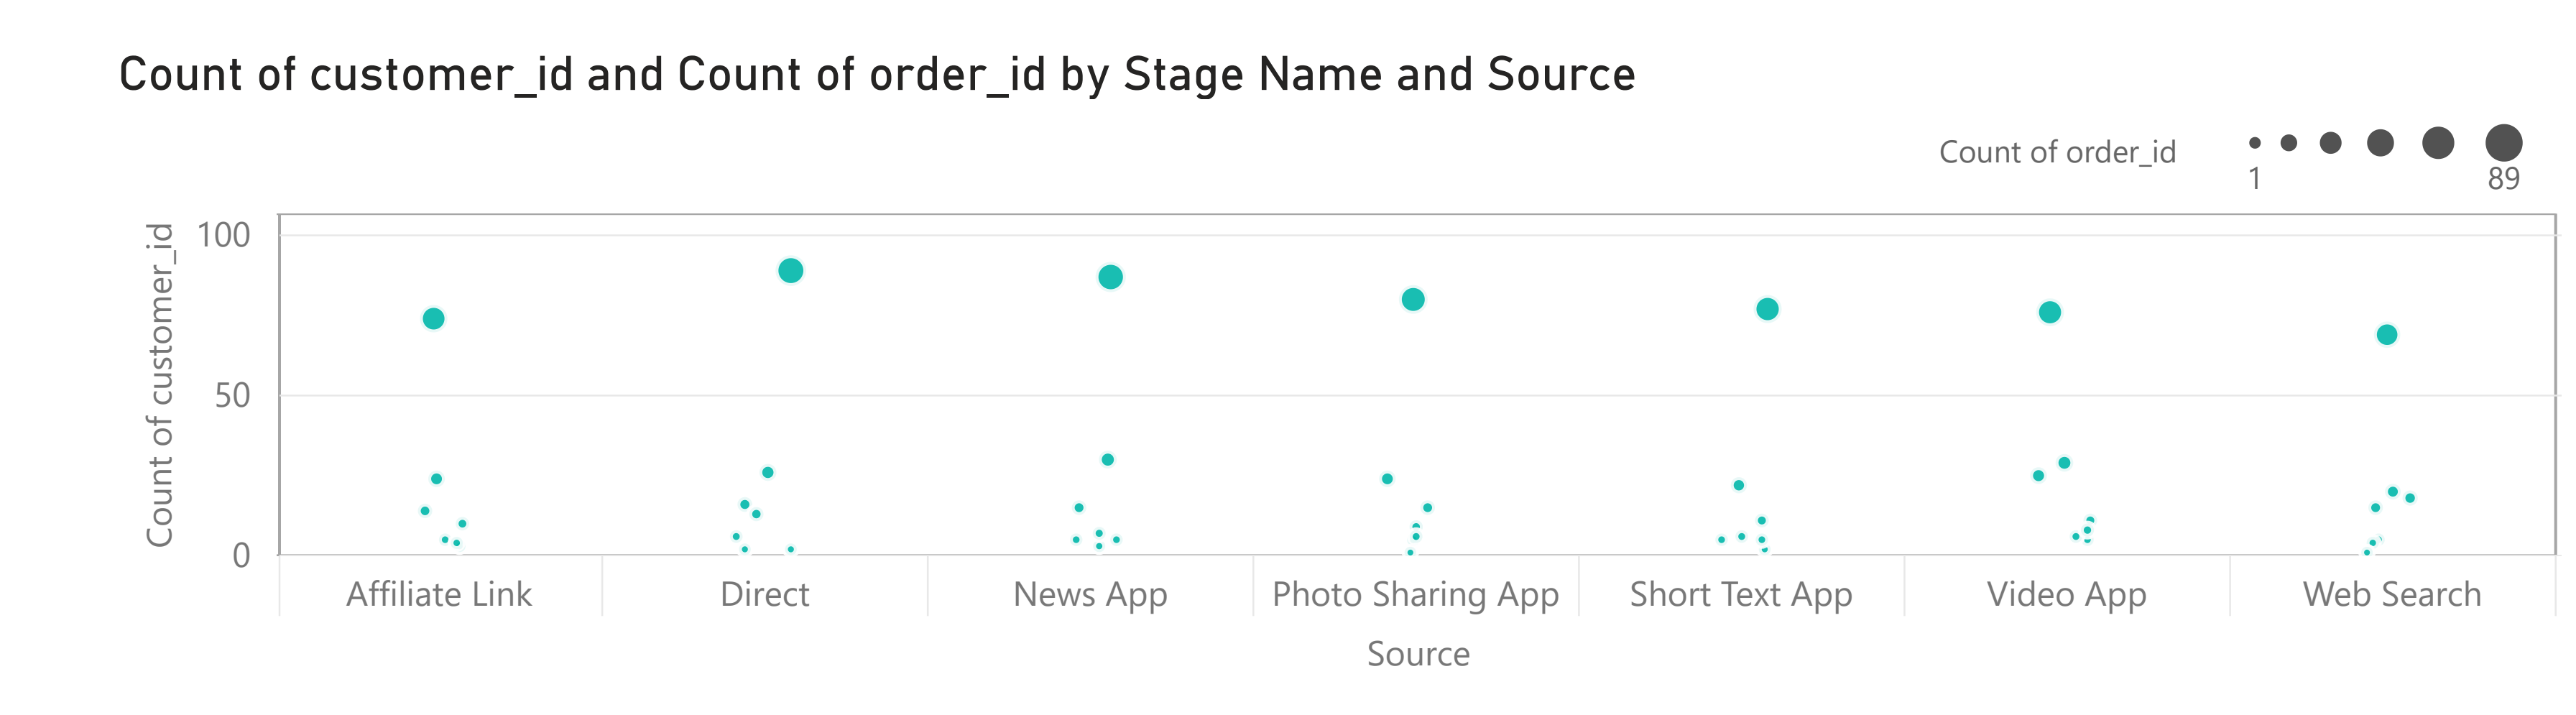 Count of customer_id and Count of order_id by Stage Name and Source
Count of order_id
1 89
Count of customer_id
100
50
0
Affiliate Link Direct News App Photo Sharing App Short Text App Video App Web Search
Source